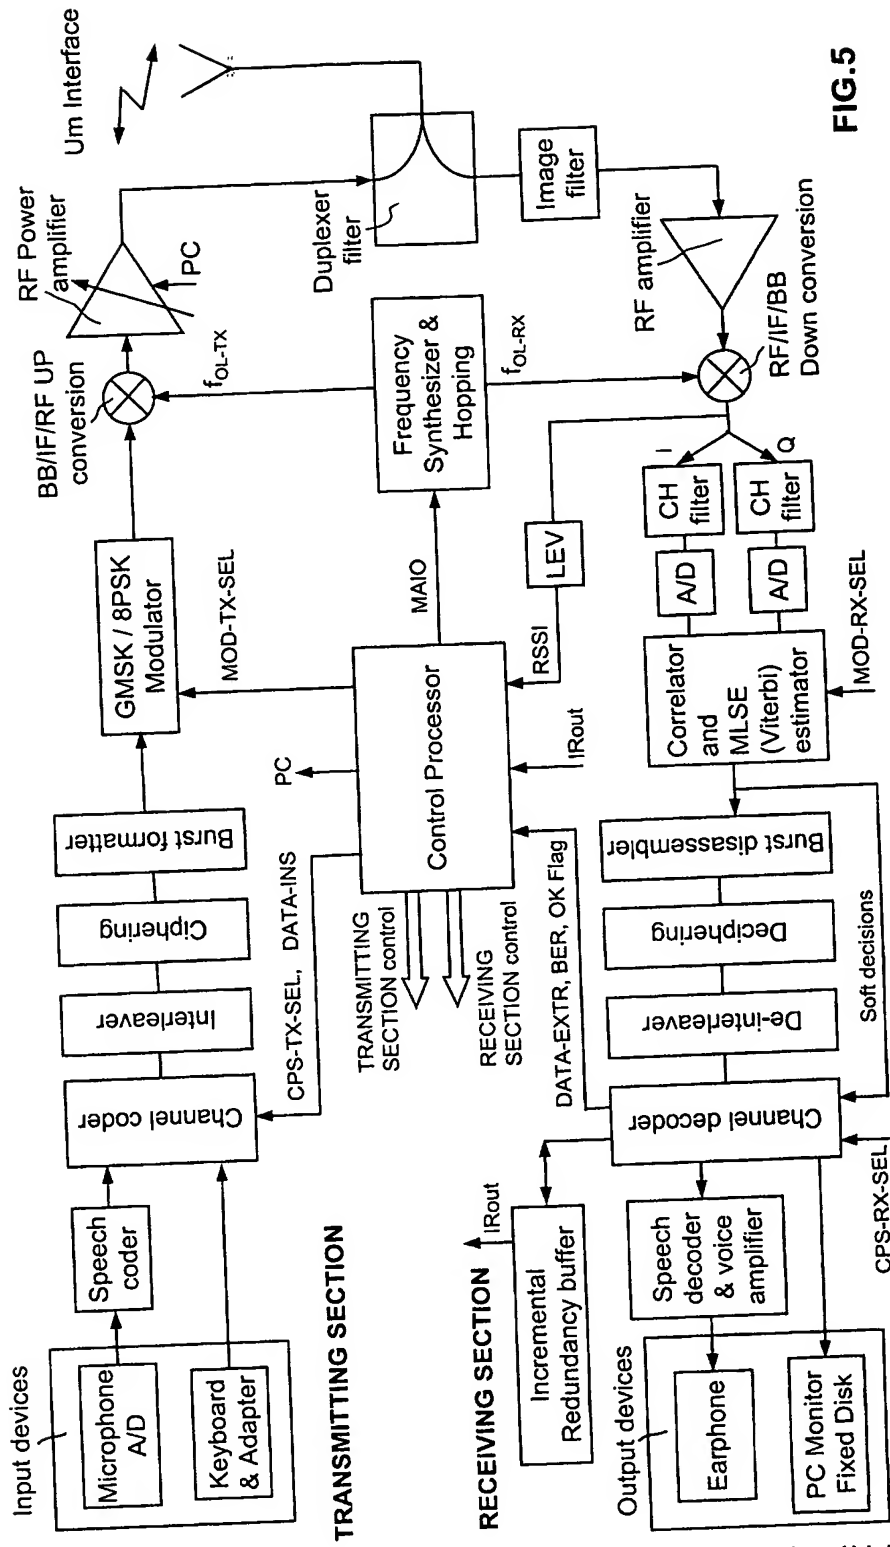 Input devices
Microphone
A/D
Keyboard
& Adapter
Speech
coder
Channel coder
Interleaver
Ciphering
Burst formatter
GMSK / 8PSK
Modulator
BB/IF/RF UP
conversion
RF Power
amplifier
PC
Um Interface
TRANSMITTING SECTION
CPS-TX-SEL, DATA-INS
PC
MOD-TX-SEL
fOL-TX
Duplexer
filter
TRANSMITTING
SECTION control
RECEIVING
SECTION control
Control Processor
MAIO
Frequency
Synthesizer &
Hopping
fOL-RX
Image
filter
RECEIVING SECTION
IRout
DATA-EXTR, BER, OK Flag
IRout
RSSI
LEV
RF amplifier
Incremental
Redundancy buffer
Output devices
Earphone
PC Monitor
Fixed Disk
Speech
decoder
& voice
amplifier
Channel decoder
De-interleaver
Deciphering
Burst disassembler
Correlator
and
MLSE
(Viterbi)
estimator
A/D
A/D
CH
filter
CH
filter
I
Q
RF/IF/BB
Down conversion
CPS-RX-SEL
Soft decisions
MOD-RX-SEL
FIG.5